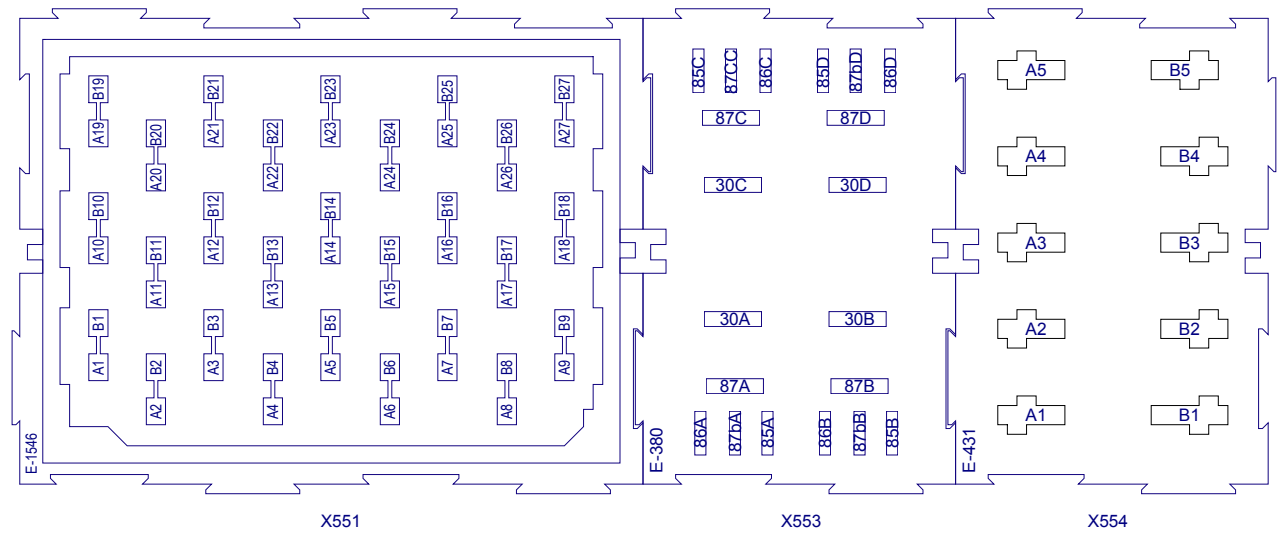 B19 B21 B23 B25 B27
A19 A21 A23 A25 A27
B20 B22 B24 B26
A20 A22 A24 A26
B10 B12 B14 B16 B18
A10 A12 A14 A16 A18
B11 B13 B15 B17
A11 A13 A15 A17
B1 B3 B5 B7 B9
A1 A3 A5 A7 A9
B2 B4 B6 B8
A2 A4 A6 A8
E-1546
X551
85C 87CC 86C 85D 87bD 86D
87C 87D
30C 30D
30A 30B
87A 87B
86A 87bA 85A 86B 87bB 85B
E-380
X553
A5 B5
A4 B4
A3 B3
A2 B2
A1 B1
E-431
X554